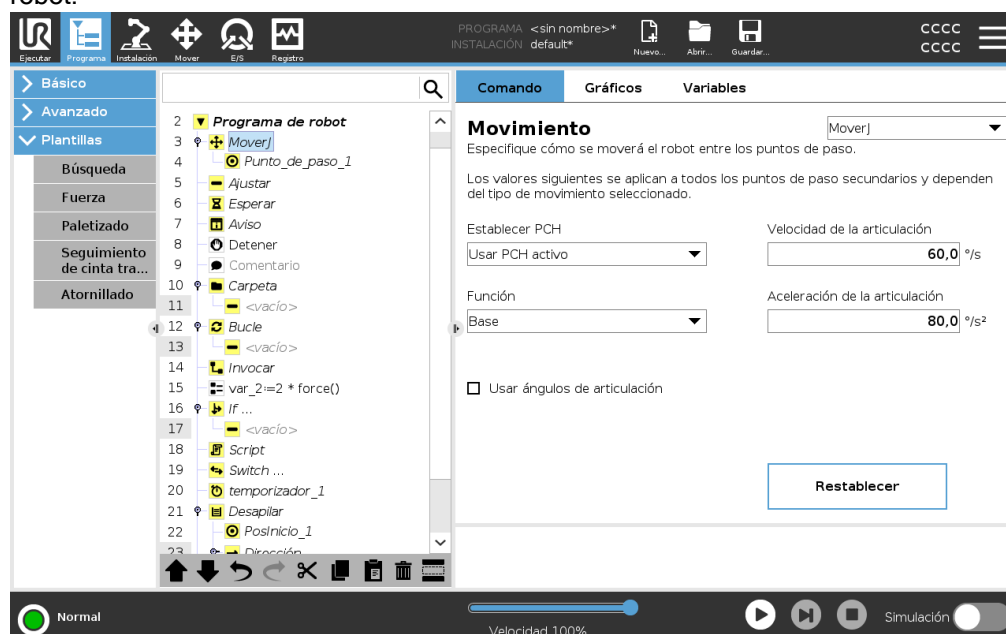 robot.
PROGRAMA <sin nombre>*
INSTALACIÓN default*
CCCC
CCCC
Ejecutar Programa Instalación Mover E/S Registro Nuevo... Abrir... Guardar...
Básico
Avanzado
Plantillas
Búsqueda
Fuerza
Paletizado
Seguimiento
de cinta tra...
Atornillado
2 Programa de robot
3 MoverJ
4 Punto_de_paso_1
5 Ajustar
6 Esperar
7 Aviso
8 Detener
9 Comentario
10 Carpeta
11 <vacío>
12 Bucle
13 <vacío>
14 Invocar
15 var_2:=2 * force()
16 If ...
17 <vacío>
18 Script
19 Switch ...
20 temporizador_1
21 Desapilar
22 PosInicio_1
23 Dirección
Comando Gráficos Variables
Movimiento
MoverJ
Especifique cómo se moverá el robot entre los puntos de paso.
Los valores siguientes se aplican a todos los puntos de paso secundarios y dependen
del tipo de movimiento seleccionado.
Establecer PCH
Velocidad de la articulación
Usar PCH activo
60,0 °/s
Función
Aceleración de la articulación
Base
80,0 °/s²
Usar ángulos de articulación
Restablecer
Normal
Velocidad 100%
Simulación